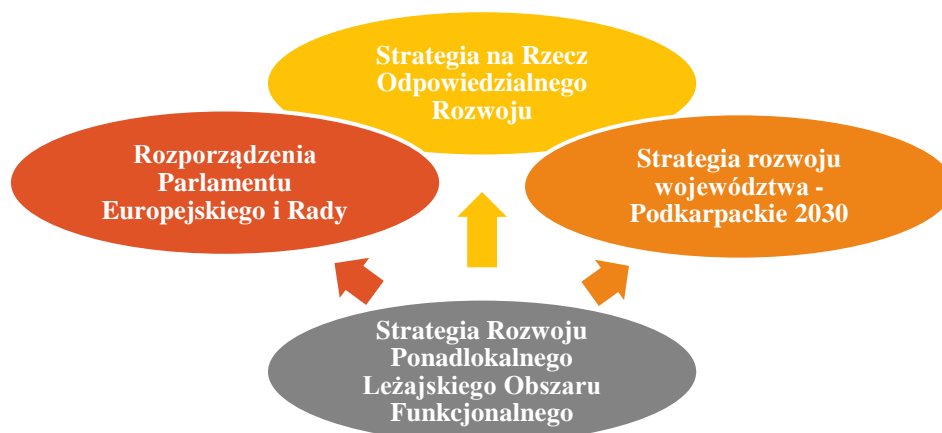 Strategia na Rzecz
Odpowiedzialnego
Rozwoju
Rozporządzenia
Parlamentu
Europejskiego i Rady
Strategia rozwoju
województwa -
Podkarpackie 2030
Strategia Rozwoju
Ponadlokalnego
Leżajskiego Obszaru
Funkcjonalnego